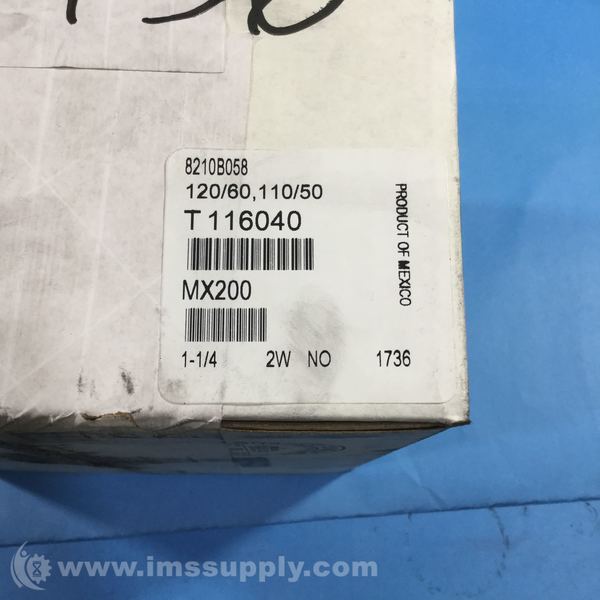 8210B058
120/60,110/50
T 116040
MX200
1-1/4 2W NO 1736
PRODUCT OF MEXICO
IMS
www.imssupply.com